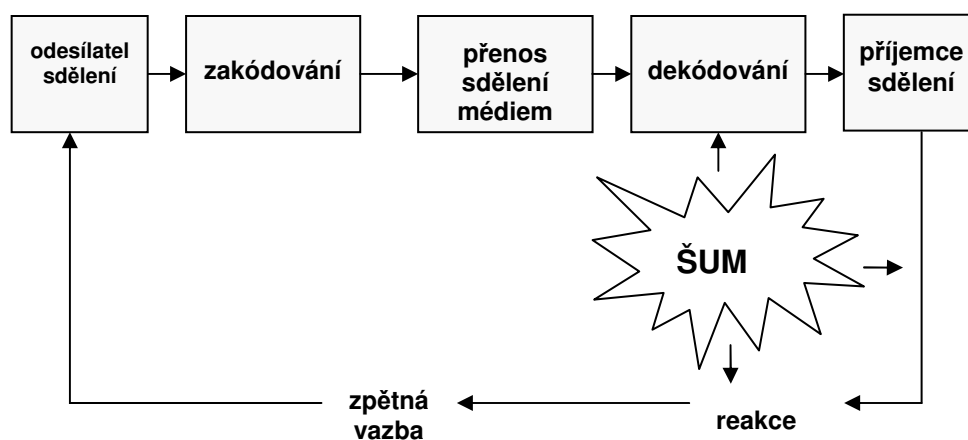 odesílatel
sdělení
zakódování
přenos
sdělení
médiem
dekódování
příjemce
sdělení
ŠUM
zpětná
vazba
reakce